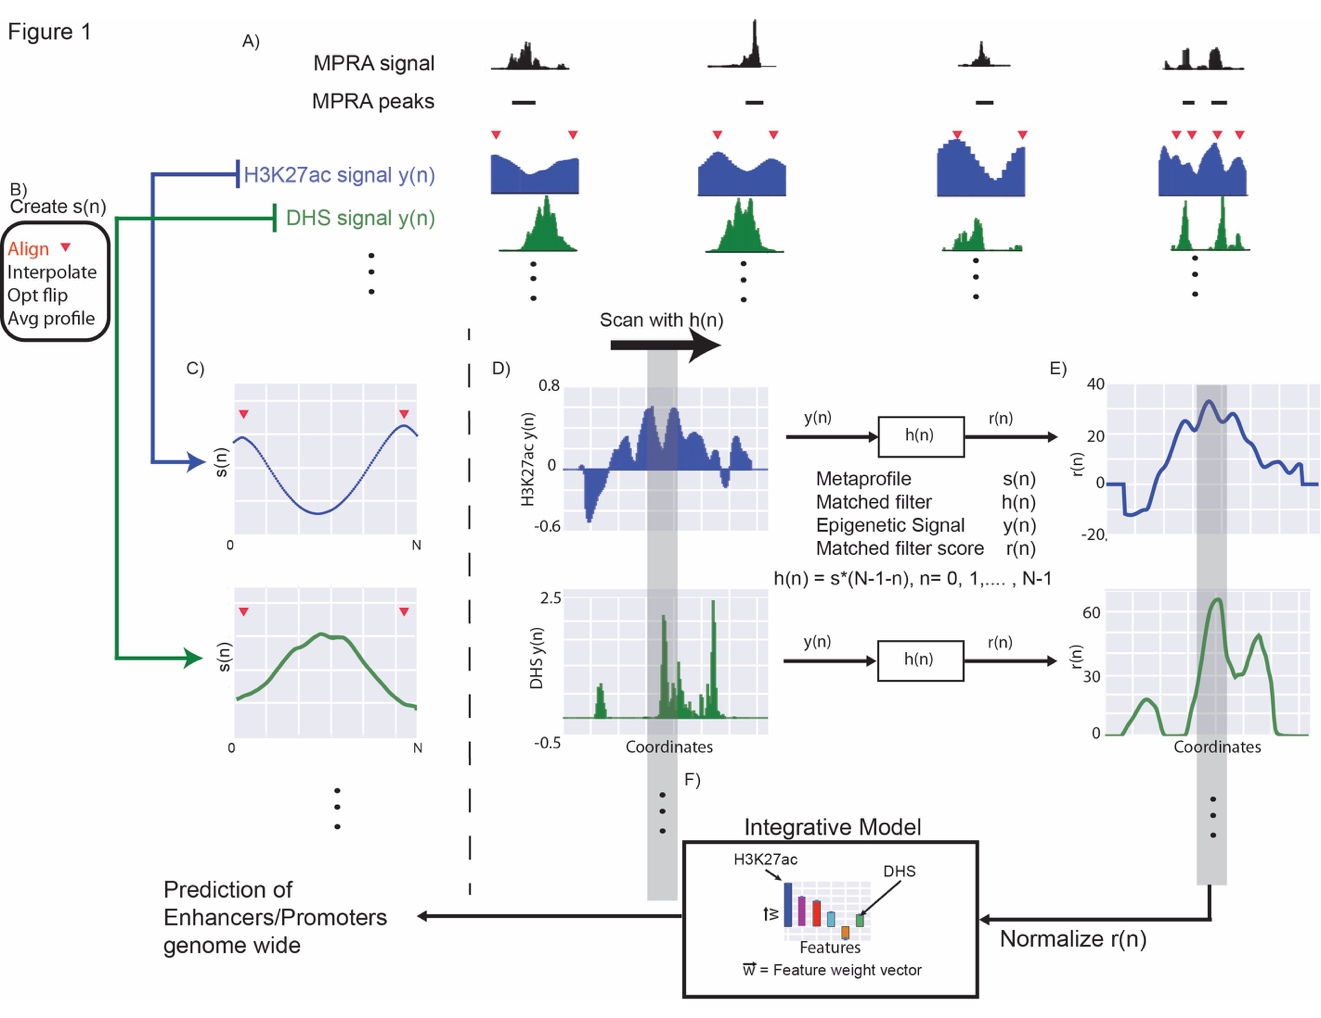 Figure 1
A)
MPRA signal
MPRA peaks
H3K27ac signal y(n)
DHS signal y(n)
B)
Create s(n)
Align
Interpolate
Opt flip
Avg profile
Scan with h(n)
C)
s(n)
0
N
s(n)
0
N
D)
0.8
0
-0.6
H3K27ac y(n)
2.5
-0.5
DHS y(n)
Coordinates
y(n)
h(n)
r(n)
Metaprofile s(n)
Matched filter h(n)
Epigenetic Signal y(n)
Matched filter score r(n)
h(n) = s*(N-1-n), n= 0, 1,.... , N-1
y(n)
h(n)
r(n)
E)
40
20
0
-20
r(n)
60
30
0
r(n)
Coordinates
F)
Integrative Model
H3K27ac
DHS
w
Features
w = Feature weight vector
Normalize r(n)
Prediction of
Enhancers/Promoters
genome wide